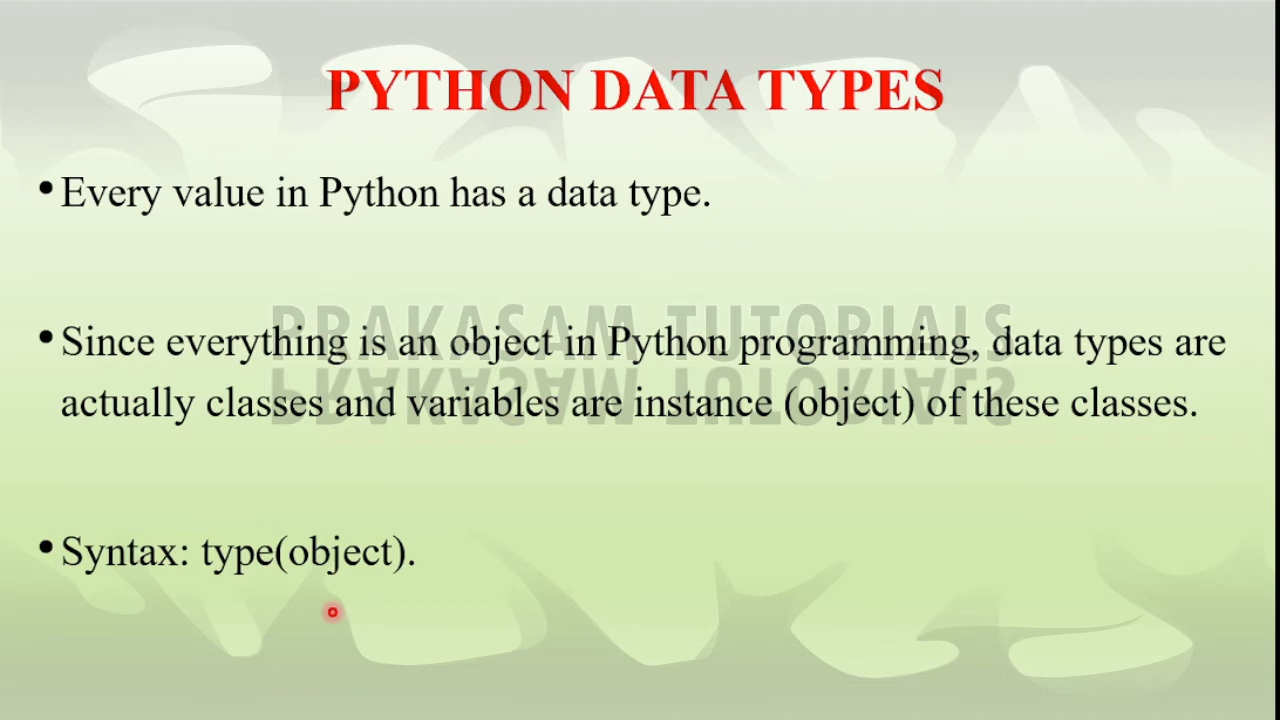 PYTHON DATA TYPES
• Every value in Python has a data type.
PRAKASAM TUTORIALS
• Since everything is an object in Python programming, data types are
actually classes and variables are instance (object) of these classes.
• Syntax: type(object).